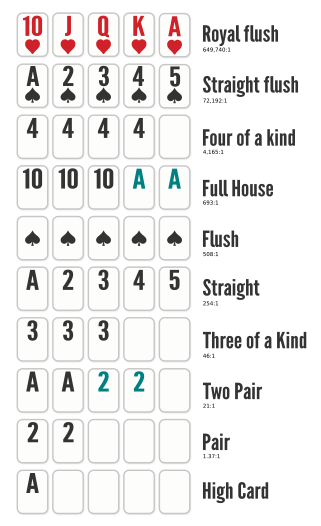 10 J Q K A Royal flush
649,740:1
A 2 3 4 5 Straight flush
72,192:1
4 4 4 4 Four of a kind
4,165:1
10 10 10 A A Full House
693:1
Flush
508:1
A 2 3 4 5 Straight
254:1
3 3 3 Three of a Kind
46:1
A A 2 2 Two Pair
21:1
2 2 Pair
1.37:1
A High Card